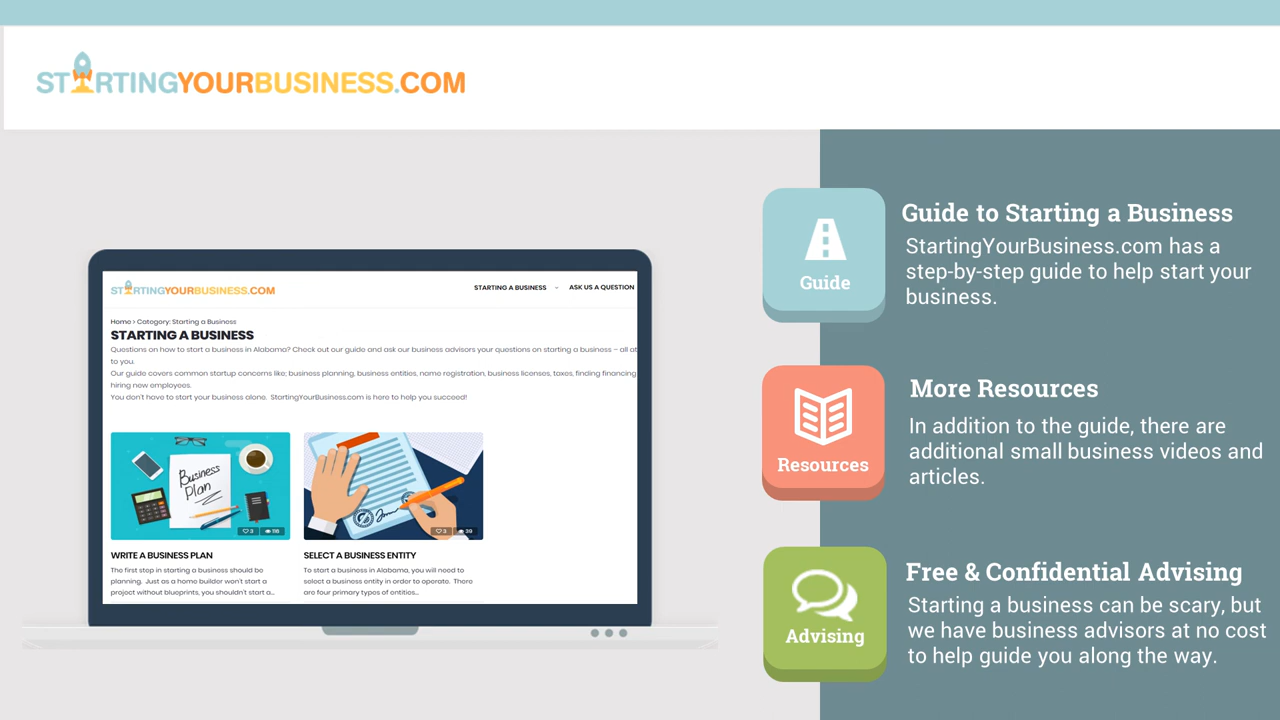 STARTINGYOURBUSINESS.COM
STARTINGYOURBUSINESS.COM
STARTING A BUSINESS
ASK US A QUESTION
Home › Category: Starting a Business
STARTING A BUSINESS
Questions on how to start a business in Alabama? Check out our guide and ask our business advisors your questions on starting a business – all at
to you.
Our guide covers common startup concerns like; business planning, business entities, name registration, business licenses, taxes, finding financing
hiring new employees.
You don't have to start your business alone. StartingYourBusiness.com is here to help you succeed!
Business
Plan
3 116
3 39
WRITE A BUSINESS PLAN
The first step in starting a business should be
planning. Just as a home builder won't start a
project without blueprints, you shouldn't start a...
SELECT A BUSINESS ENTITY
To start a business in Alabama, you will need to
select a business entity in order to operate. There
are four primary types of entities...
Guide
Guide to Starting a Business
StartingYourBusiness.com has a
step-by-step guide to help start your
business.
Resources
More Resources
In addition to the guide, there are
additional small business videos and
articles.
Advising
Free & Confidential Advising
Starting a business can be scary, but
we have business advisors at no cost
to help guide you along the way.